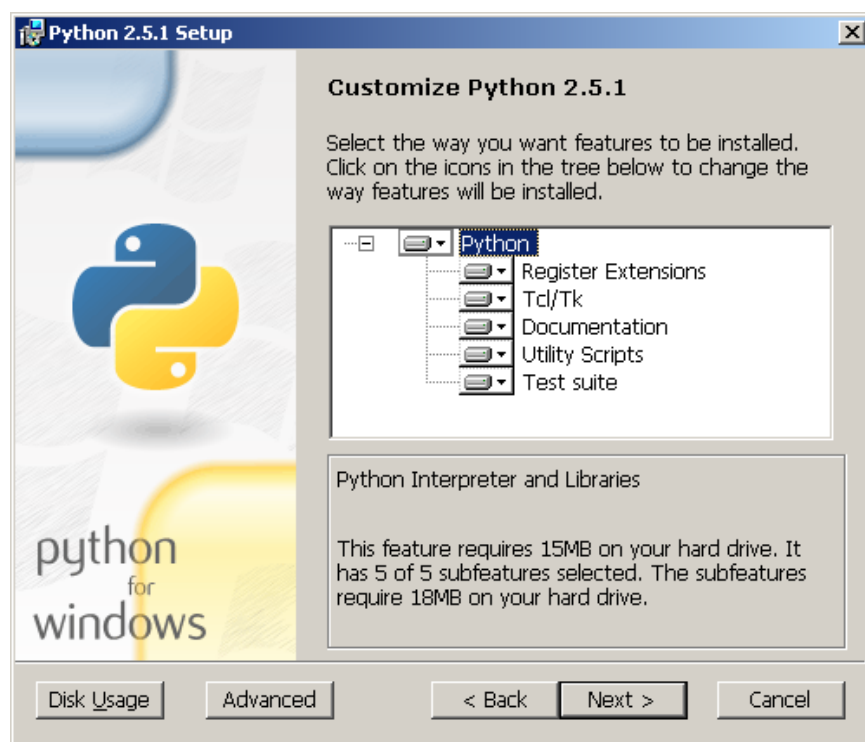 Python 2.5.1 Setup
Customize Python 2.5.1
Select the way you want features to be installed.
Click on the icons in the tree below to change the
way features will be installed.
Python
Register Extensions
Tcl/Tk
Documentation
Utility Scripts
Test suite
Python Interpreter and Libraries
This feature requires 15MB on your hard drive. It
has 5 of 5 subfeatures selected. The subfeatures
require 18MB on your hard drive.
python
for
windows
Disk Usage
Advanced
< Back
Next >
Cancel